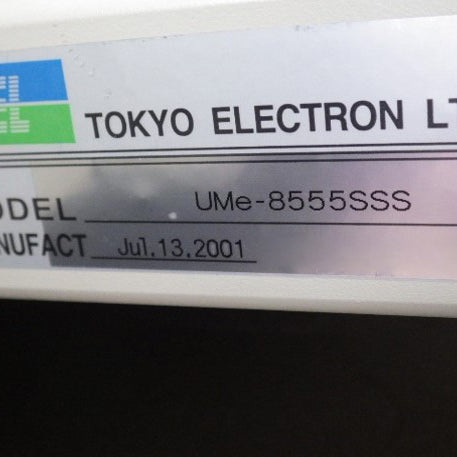 TOKYO ELECTRON LT
ODEL UMe-8555SSS
NUFACT Jul.13.2001